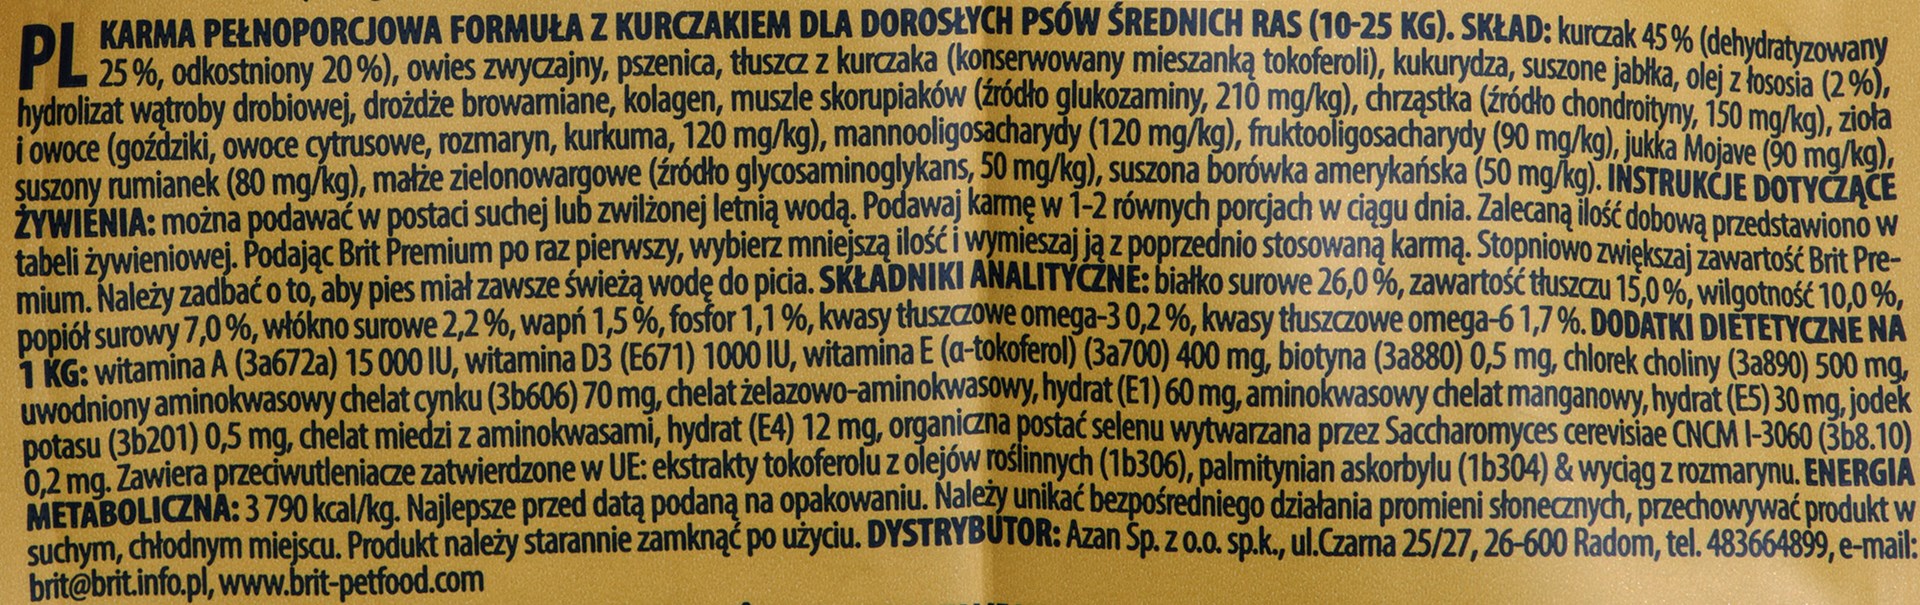 PL KARMA PEŁNOPORCJOWA FORMUŁA Z KURCZAKIEM DLA DOROSŁYCH PSÓW ŚREDNICH RAS (10-25 KG). SKŁAD: kurczak 45 % (dehydratyzowany
25 %, odkostniony 20 %), owies zwyczajny, pszenica, tłuszcz z kurczaka (konserwowany mieszanką tokoferoli), kukurydza, suszone jabłka, olej z łososia (2 %),
hydrolizat wątroby drobiowej, drożdże browarniane, kolagen, muszle skorupiaków (źródło glukozaminy, 210 mg/kg), chrząstka (źródło chondroityny, 150 mg/kg), zioła
i owoce (goździki, owoce cytrusowe, rozmaryn, kurkuma, 120 mg/kg), mannooligosacharydy (120 mg/kg), fruktooligosacharydy (90 mg/kg), jukka Mojave (90 mg/kg),
suszony rumianek (80 mg/kg), małże zielonowargowe (źródło glycosaminoglykans, 50 mg/kg), suszona borówka amerykańska (50 mg/kg). INSTRUKCJE DOTYCZĄCE
ŻYWIENIA: można podawać w postaci suchej lub zwilżonej letnią wodą. Podawaj karmę w 1-2 równych porcjach w ciągu dnia. Zalecaną ilość dobową przedstawiono w
tabeli żywieniowej. Podając Brit Premium po raz pierwszy, wybierz mniejszą ilość i wymieszaj ją z poprzednio stosowaną karmą. Stopniowo zwiększaj zawartość Brit Pre-
mium. Należy zadbać o to, aby pies miał zawsze świeżą wodę do picia. SKŁADNIKI ANALITYCZNE: białko surowe 26,0 %, zawartość tłuszczu 15,0 %, wilgotność 10,0 %,
popiół surowy 7,0 %, włókno surowe 2,2 %, wapń 1,5 %, fosfor 1,1 %, kwasy tłuszczowe omega-3 0,2 %, kwasy tłuszczowe omega-6 1,7 %. DODATKI DIETETYCZNE NA
1 KG: witamina A (3a672a) 15 000 IU, witamina D3 (E671) 1000 IU, witamina E (α-tokoferol) (3a700) 400 mg, biotyna (3a880) 0,5 mg, chlorek choliny (3a890) 500 mg,
uwodniony aminokwasowy chelat cynku (3b606) 70 mg, chelat żelazowo-aminokwasowy, hydrat (E1) 60 mg, aminokwasowy chelat manganowy, hydrat (E5) 30 mg, jodek
potasu (3b201) 0,5 mg, chelat miedzi z aminokwasami, hydrat (E4) 12 mg, organiczna postać selenu wytwarzana przez Saccharomyces cerevisiae CNCM I-3060 (3b8.10)
0,2 mg. Zawiera przeciwutleniacze zatwierdzone w UE: ekstrakty tokoferolu z olejów roślinnych (1b306), palmitynian askorbylu (1b304) & wyciąg z rozmarynu. ENERGIA
METABOLICZNA: 3 790 kcal/kg. Najlepsze przed datą podaną na opakowaniu. Należy unikać bezpośredniego działania promieni słonecznych, przechowywać produkt w
suchym, chłodnym miejscu. Produkt należy starannie zamknąć po użyciu. DYSTRYBUTOR: Azan Sp. z o.o. sp.k., ul.Czarna 25/27, 26-600 Radom, tel. 483664899, e-mail:
brit@brit.info.pl, www.brit-petfood.com